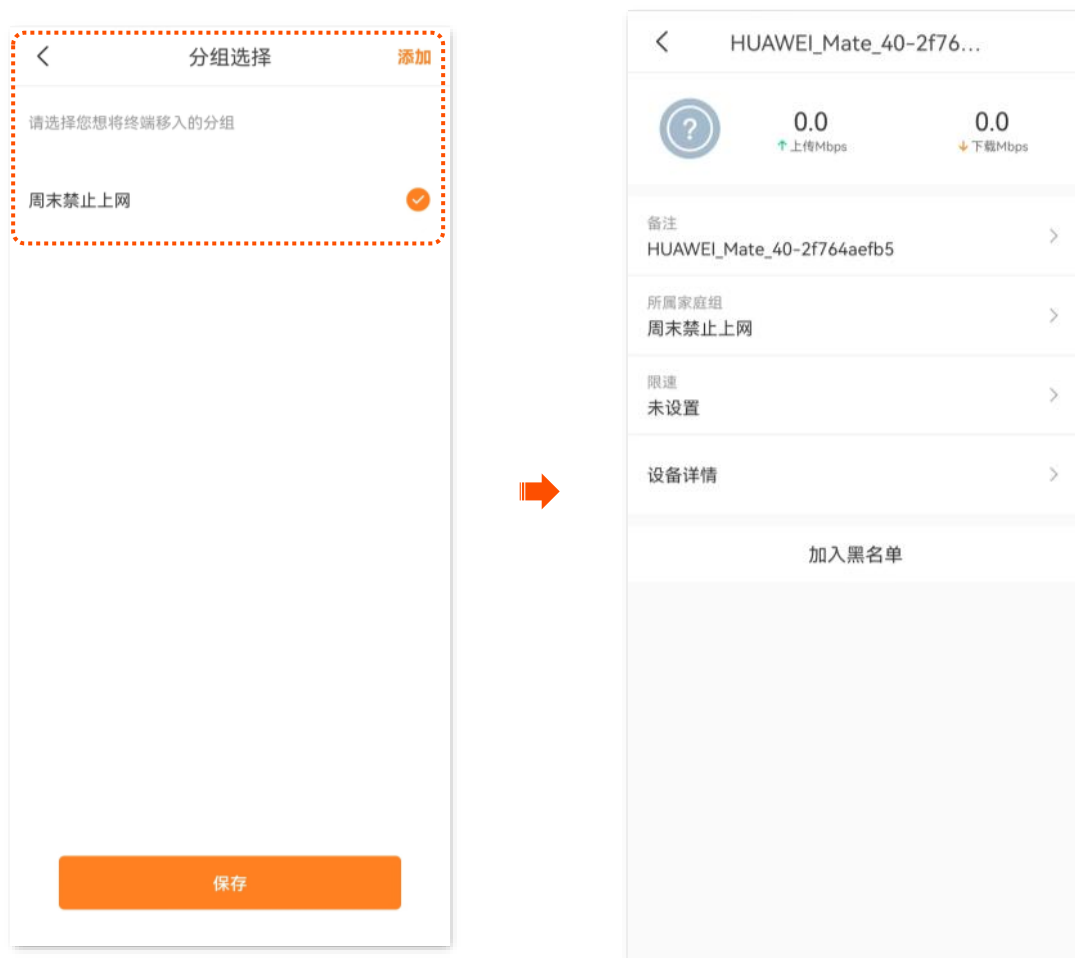 分组选择
添加
请选择您想将终端移入的分组
周末禁止上网
保存
HUAWEI_Mate_40-2f76...
0.0
上传Mbps
0.0
下载Mbps
备注
HUAWEI_Mate_40-2f764aefb5
所属家庭组
周末禁止上网
限速
未设置
设备详情
加入黑名单